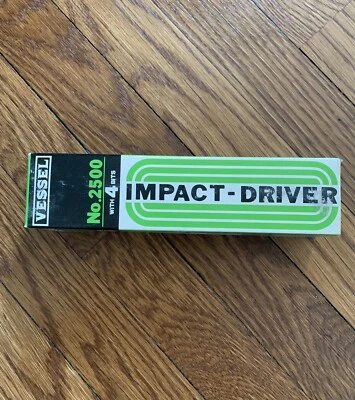 VESSEL
No.2500
WITH 4 BITS
IMPACT-DRIVER